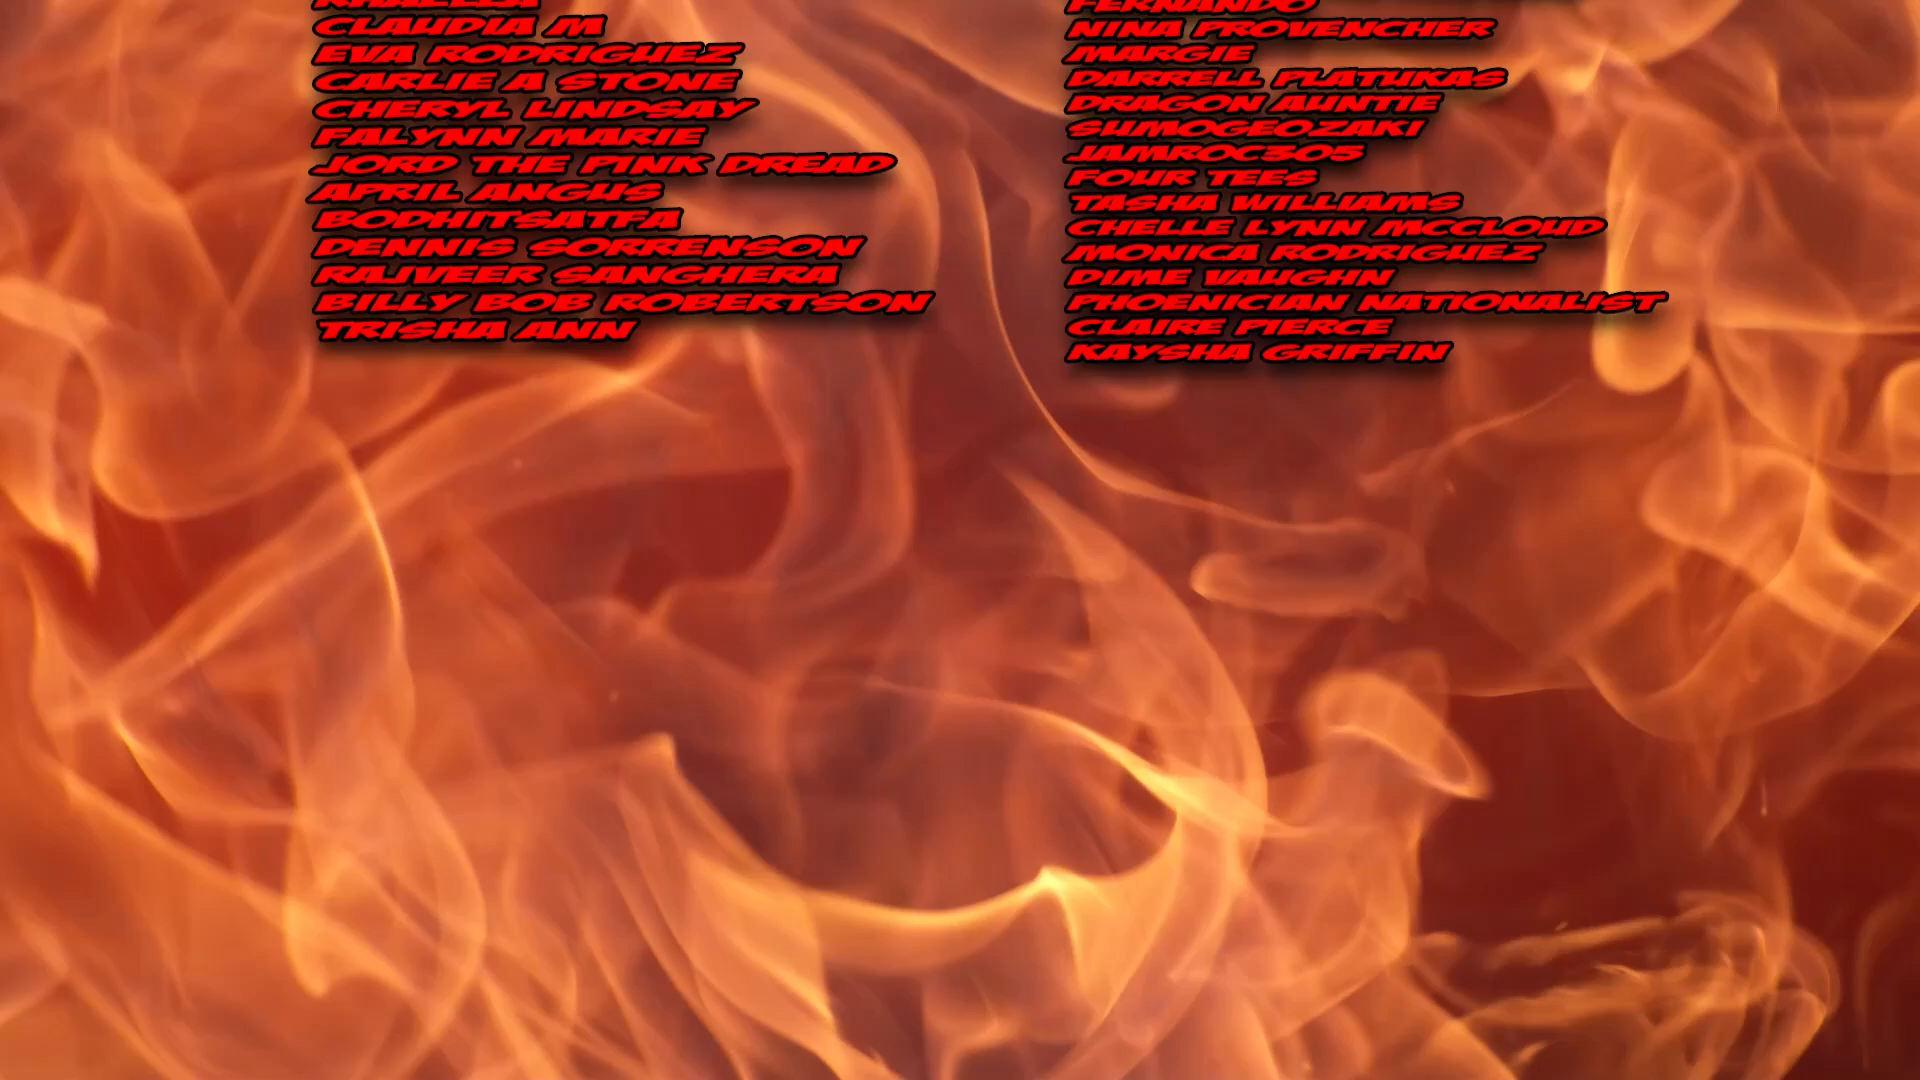 CLAUDIA M
EVA RODRIGUEZ
CARLIE A STONE
CHERYL LINDSAY
FALYNN MARIE
JORD THE PINK DREAD
APRIL ANGUS
BODHITSATFA
DENNIS SORRENSON
RAJVEER SANGHERA
BILLY BOB ROBERTSON
TRISHA ANN
FERNANDO
NINA PROVENCHER
MARGIE
DARRELL PLATUKAS
DRAGON AUNTIE
SUMOGEOZAKI
JAMROC305
FOUR TEES
TASHA WILLIAMS
CHELLE LYNN MCCLOUD
MONICA RODRIGUEZ
DIME VAUGHN
PHOENICIAN NATIONALIST
CLAIRE PIERCE
KAYSHA GRIFFIN